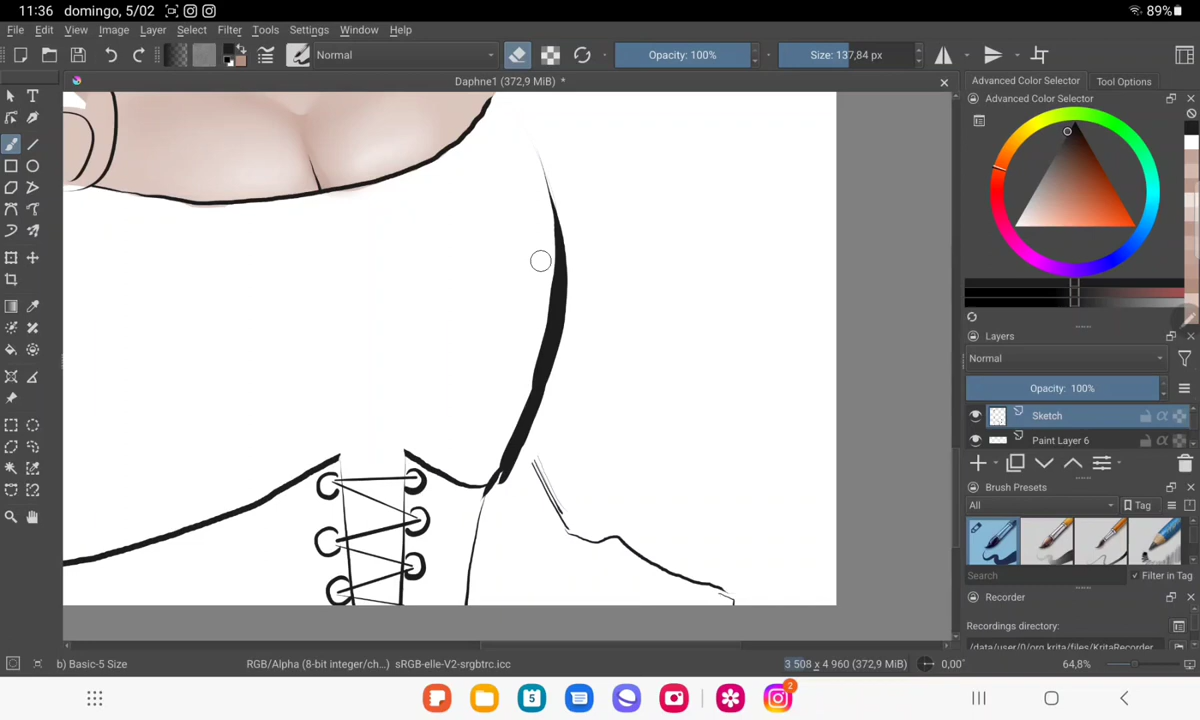 11:36 domingo, 5/02 89%
File Edit View Image Layer Select Filter Tools Settings Window Help
Normal Opacity: 100% Size: 137,84 px
Daphne1 (372,9 MiB) *
Advanced Color Selector Tool Options
Advanced Color Selector
Layers
Normal
Opacity: 100%
Sketch
Paint Layer 6
Brush Presets
All Tag
Search Filter in Tag
Recorder
Recordings directory:
/data/user/0/org.krita/files/KritaRecorder
b) Basic-5 Size RGB/Alpha (8-bit integer/ch...) sRGB-elle-V2-srgbtrc.icc 3 508 x 4 960 (372,9 MiB) 0,00° 64,8%
5
2